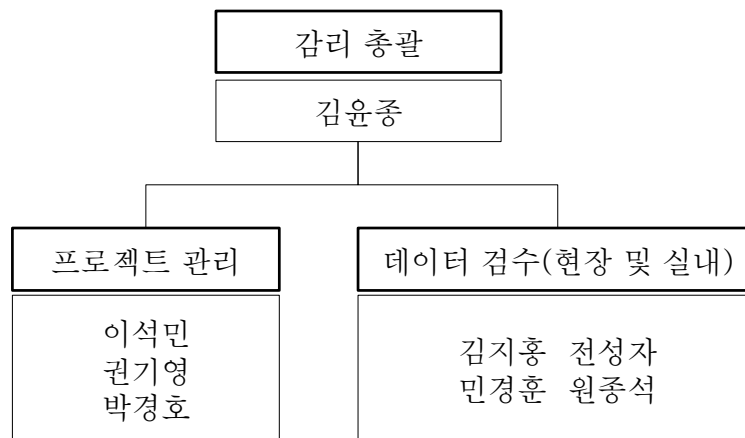 감리 총괄
김윤종
프로젝트 관리
이석민
권기영
박경호
데이터 검수(현장 및 실내)
김지홍 전성자
민경훈 원종석